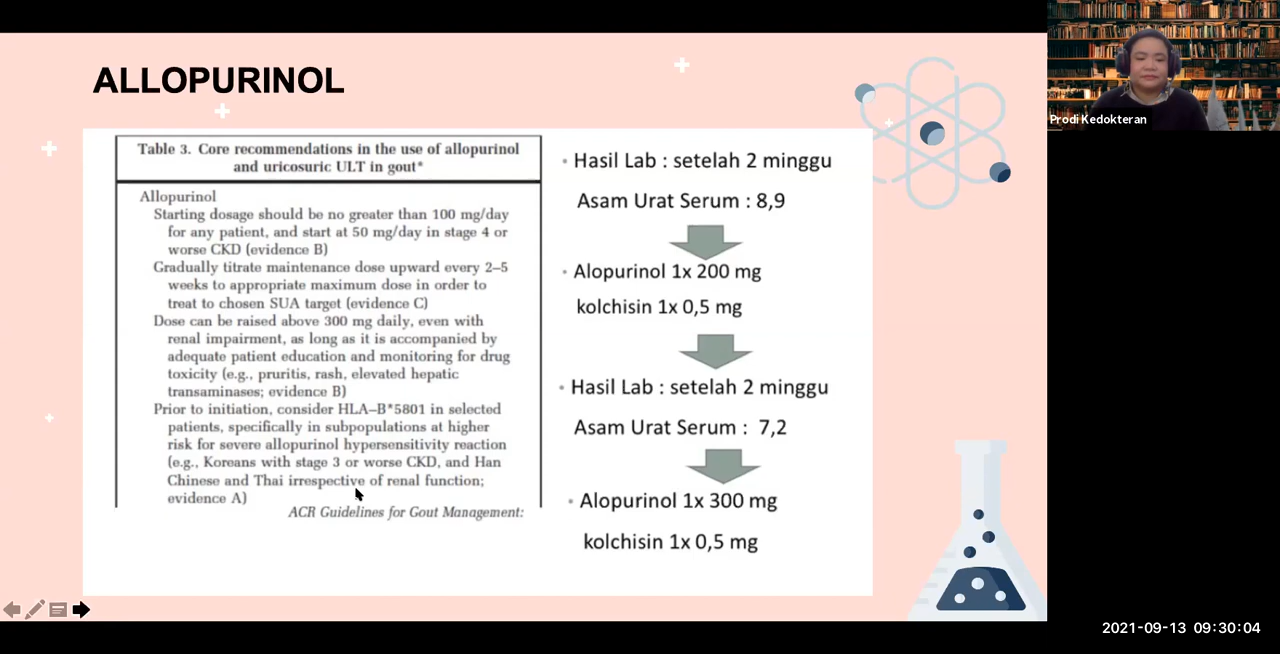 ALLOPURINOL
Table 3. Core recommendations in the use of allopurinol
and uricosuric ULT in gout*
Allopurinol
Starting dosage should be no greater than 100 mg/day
for any patient, and start at 50 mg/day in stage 4 or
worse CKD (evidence B)
Gradually titrate maintenance dose upward every 2–5
weeks to appropriate maximum dose in order to
treat to chosen SUA target (evidence C)
Dose can be raised above 300 mg daily, even with
renal impairment, as long as it is accompanied by
adequate patient education and monitoring for drug
toxicity (e.g., pruritis, rash, elevated hepatic
transaminases; evidence B)
Prior to initiation, consider HLA–B*5801 in selected
patients, specifically in subpopulations at higher
risk for severe allopurinol hypersensitivity reaction
(e.g., Koreans with stage 3 or worse CKD, and Han
Chinese and Thai irrespective of renal function;
evidence A)
ACR Guidelines for Gout Management:
• Hasil Lab : setelah 2 minggu
Asam Urat Serum : 8,9
• Alopurinol 1x 200 mg
kolchisin 1x 0,5 mg
• Hasil Lab : setelah 2 minggu
Asam Urat Serum : 7,2
• Alopurinol 1x 300 mg
kolchisin 1x 0,5 mg
Prodi Kedokteran
2021-09-13 09:30:04